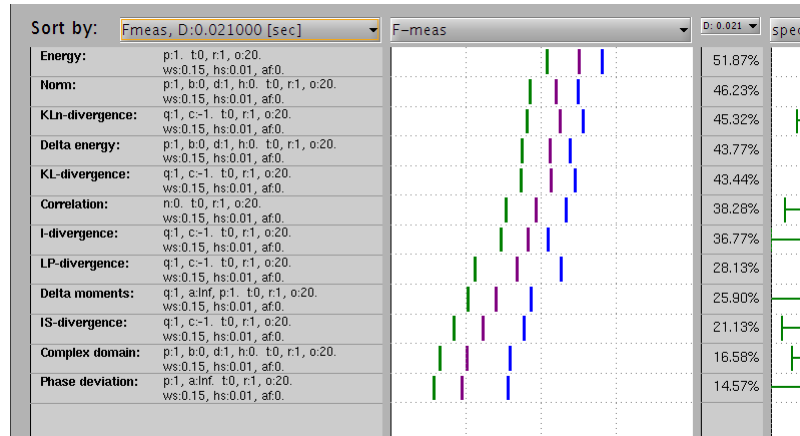 Sort by: Fmeas, D:0.021000 [sec] F-meas D: 0.021 spec
Energy: p:1. t:0, r:1, o:20. 51.87%
ws:0.15, hs:0.01, af:0.
Norm: p:1, b:0, d:1, h:0. t:0, r:1, o:20. 46.23%
ws:0.15, hs:0.01, af:0.
KLn-divergence: q:1, c:-1. t:0, r:1, o:20. 45.32%
ws:0.15, hs:0.01, af:0.
Delta energy: p:1, b:0, d:1, h:0. t:0, r:1, o:20. 43.77%
ws:0.15, hs:0.01, af:0.
KL-divergence: q:1, c:-1. t:0, r:1, o:20. 43.44%
ws:0.15, hs:0.01, af:0.
Correlation: n:0. t:0, r:1, o:20. 38.28%
ws:0.15, hs:0.01, af:0.
I-divergence: q:1, c:-1. t:0, r:1, o:20. 36.77%
ws:0.15, hs:0.01, af:0.
LP-divergence: q:1, c:-1. t:0, r:1, o:20. 28.13%
ws:0.15, hs:0.01, af:0.
Delta moments: q:1, a:Inf, p:1. t:0, r:1, o:20. 25.90%
ws:0.15, hs:0.01, af:0.
IS-divergence: q:1, c:-1. t:0, r:1, o:20. 21.13%
ws:0.15, hs:0.01, af:0.
Complex domain: p:1, b:0, d:1, h:0. t:0, r:1, o:20. 16.58%
ws:0.15, hs:0.01, af:0.
Phase deviation: p:1, a:Inf. t:0, r:1, o:20. 14.57%
ws:0.15, hs:0.01, af:0.